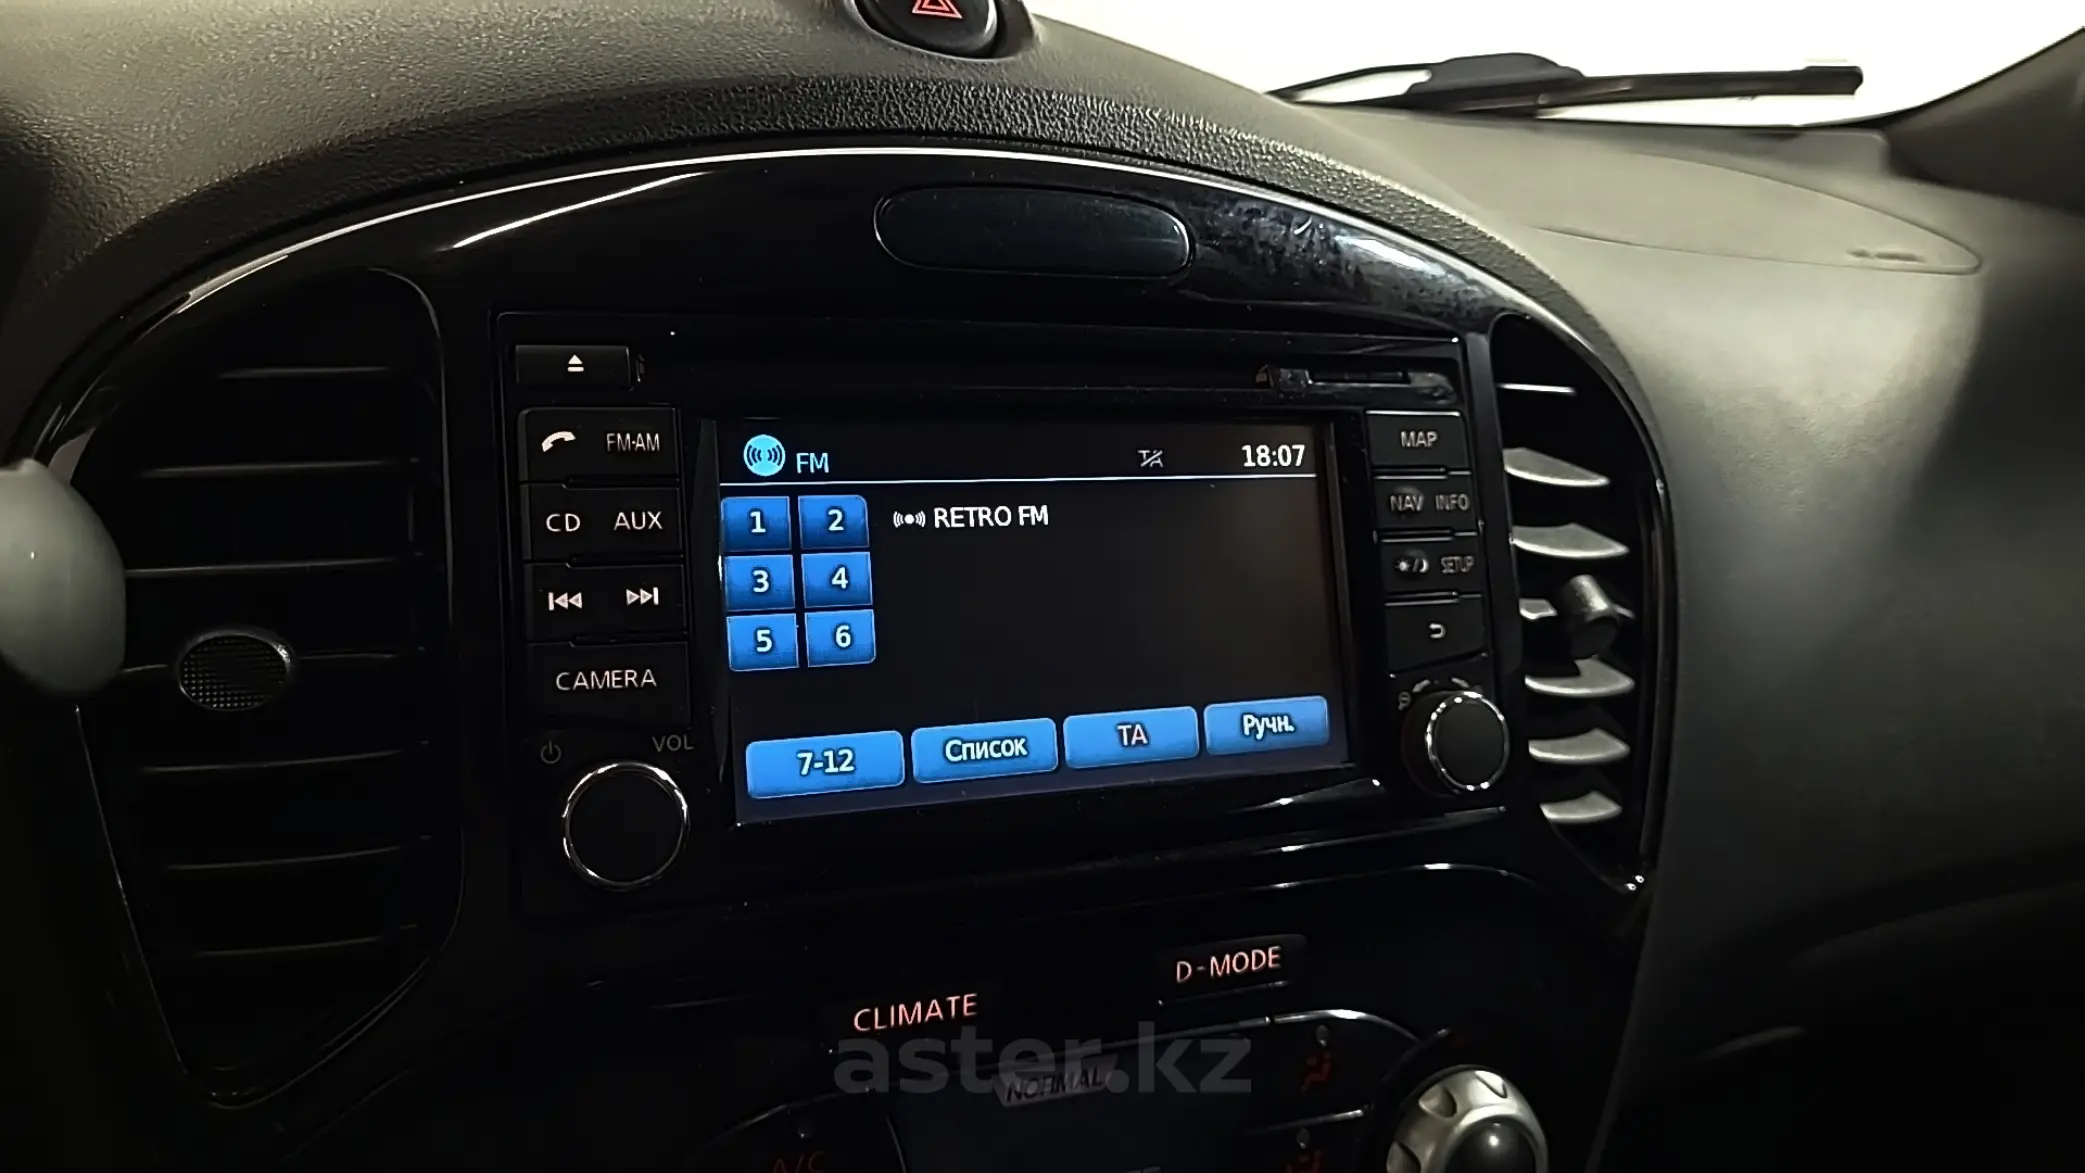 FM·AM
CD AUX
CAMERA
VOL
FM TA 18:07
1 2
RETRO FM
3 4
5 6
7-12 Список TA Ручн.
MAP
NAV INFO
SETUP
D-MODE
CLIMATE
aster.kz
NORMAL
A/C